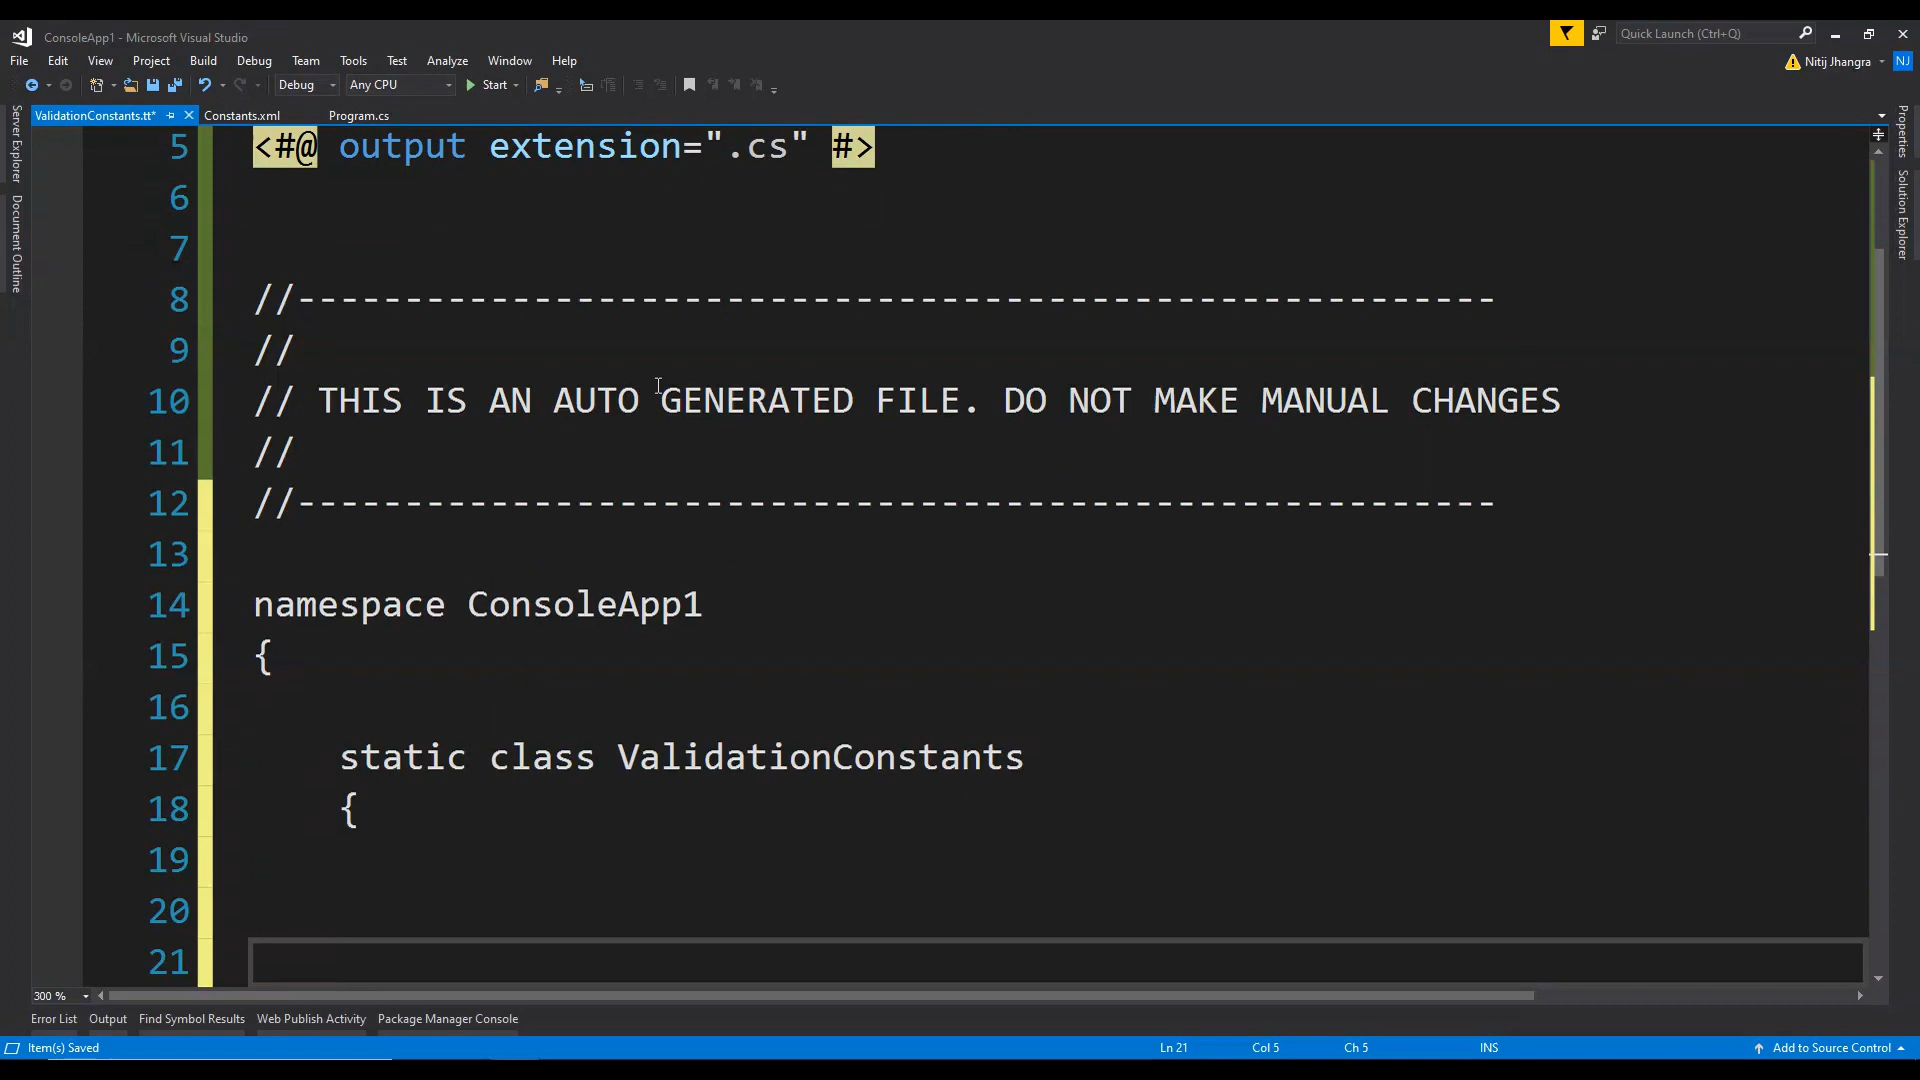 ConsoleApp1 - Microsoft Visual Studio
Quick Launch (Ctrl+Q)
File Edit View Project Build Debug Team Tools Test Analyze Window Help
Nitij Jhangra NJ
Debug Any CPU Start
ValidationConstants.tt* Constants.xml Program.cs
Server Explorer
Document Outline
Properties
Solution Explorer
5 <#@ output extension=".cs" #>
6
7
8 //--------------------------------------------------------
9 //
10 // THIS IS AN AUTO GENERATED FILE. DO NOT MAKE MANUAL CHANGES
11 //
12 //--------------------------------------------------------
13
14 namespace ConsoleApp1
15 {
16
17 static class ValidationConstants
18 {
19
20
21
300 %
Error List Output Find Symbol Results Web Publish Activity Package Manager Console
Item(s) Saved Ln 21 Col 5 Ch 5 INS Add to Source Control